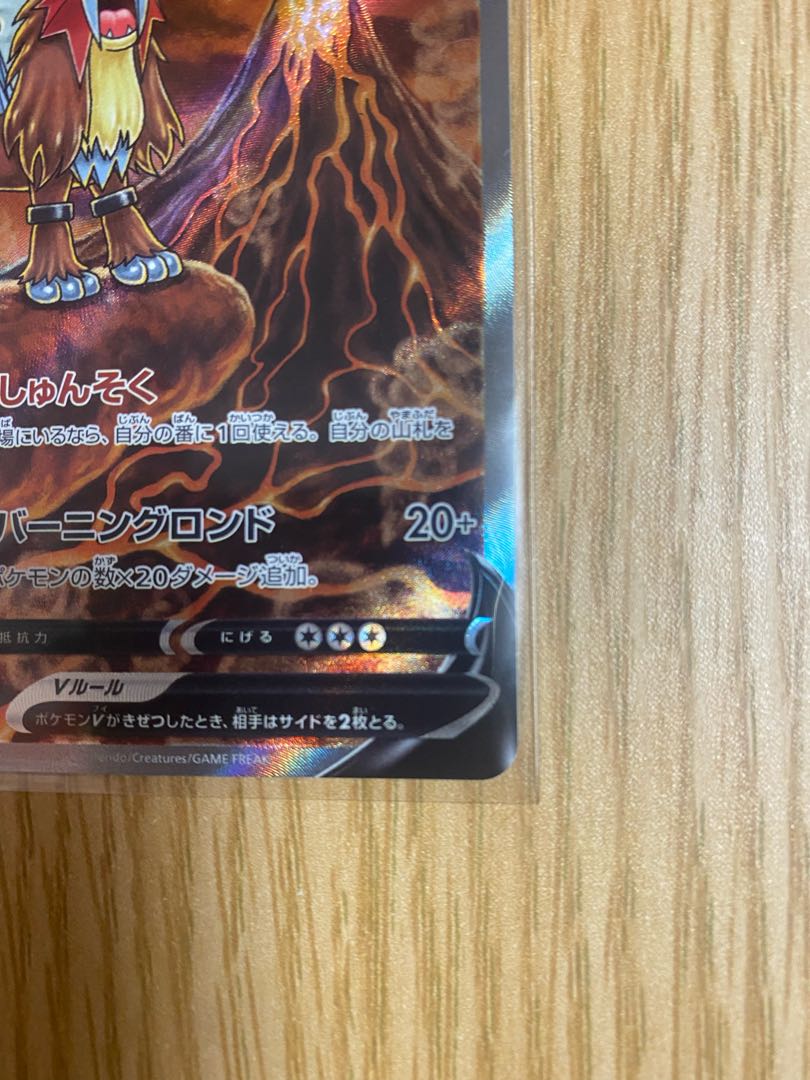 しゅんそく
場にいるなら、自分の番に1回使える。自分の山札を
バーニングロンド 20+
ポケモンの数×20ダメージ追加。
抵抗力 にげる
Vルール
ポケモンVがきぜつしたとき、相手はサイドを2枚とる。
Nintendo/Creatures/GAME FREAK